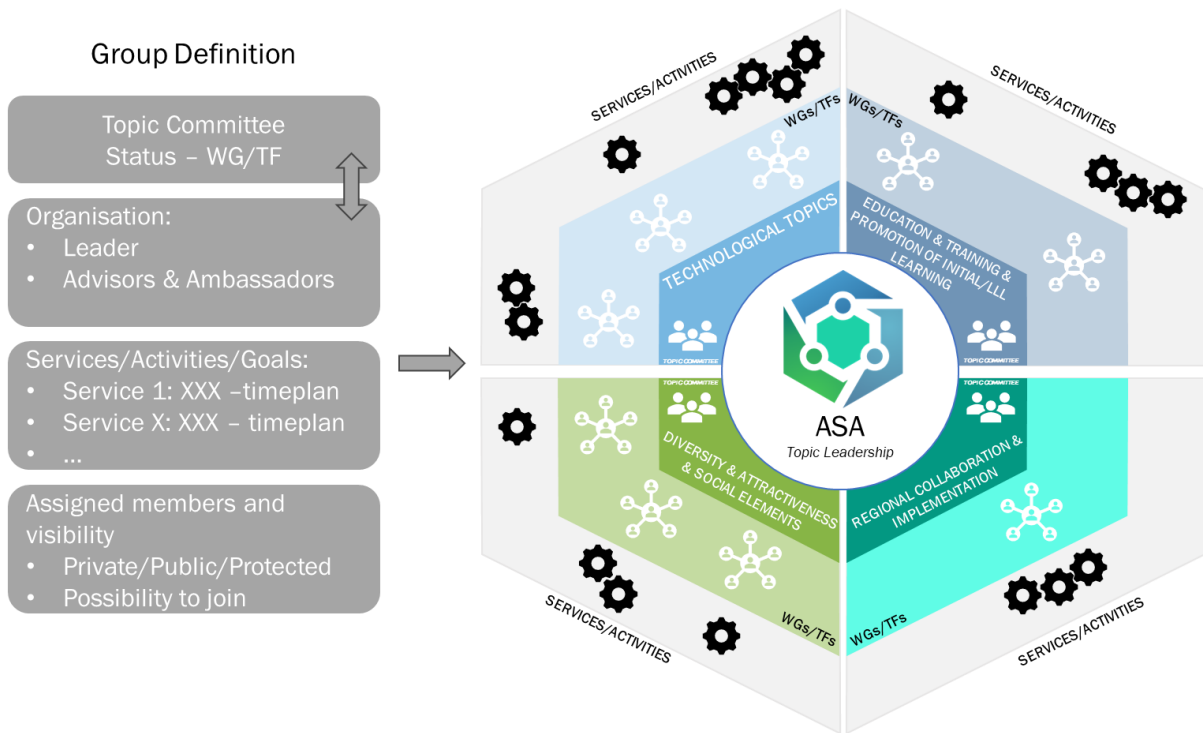 Group Definition
Topic Committee
Status – WG/TF
Organisation:
• Leader
• Advisors & Ambassadors
Services/Activities/Goals:
• Service 1: XXX –timeplan
• Service X: XXX – timeplan
• ...
Assigned members and
visibility
• Private/Public/Protected
• Possibility to join
SERVICES/ACTIVITIES
WGs/TFs
TECHNOLOGICAL TOPICS
TOPIC COMMITTEE
SERVICES/ACTIVITIES
WGs/TFs
EDUCATION & TRAINING &
PROMOTION OF INITIAL/LLL
LEARNING
TOPIC COMMITTEE
ASA
Topic Leadership
TOPIC COMMITTEE
DIVERSITY & ATTRACTIVENESS
& SOCIAL ELEMENTS
WGs/TFs
SERVICES/ACTIVITIES
TOPIC COMMITTEE
REGIONAL COLLABORATION &
IMPLEMENTATION
WGs/TFs
SERVICES/ACTIVITIES